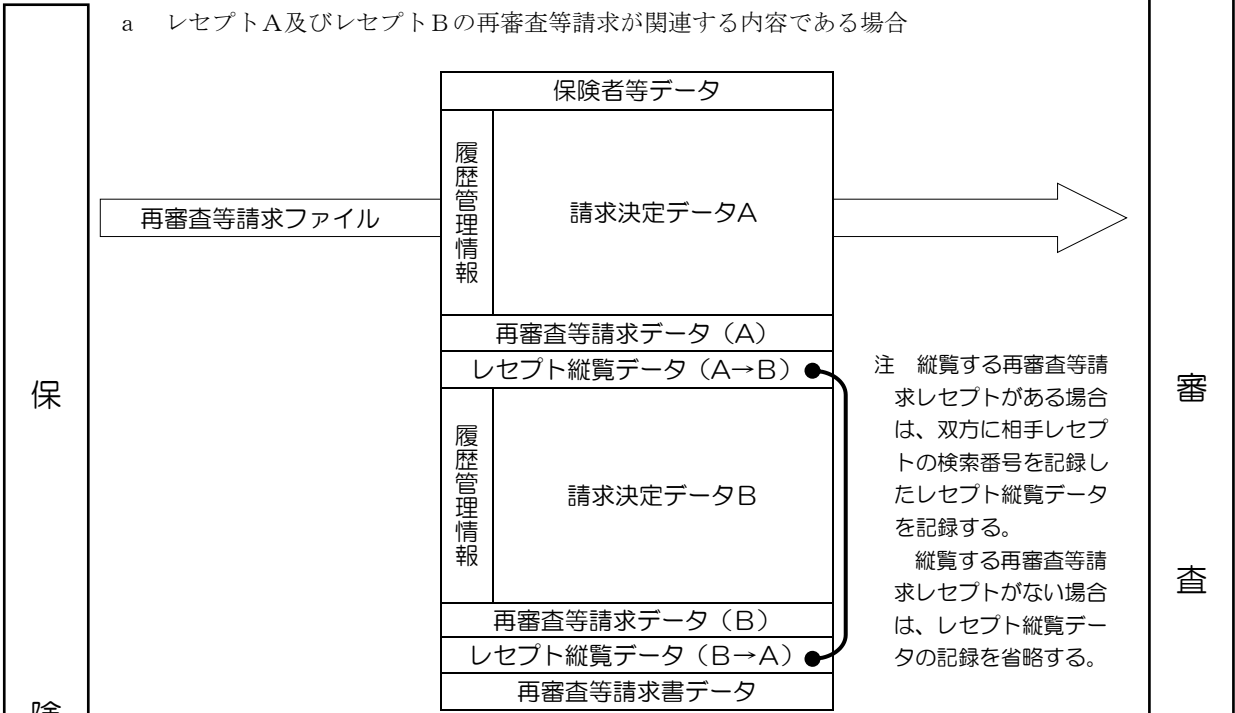 a　レセプトA及びレセプトBの再審査等請求が関連する内容である場合
保険者等データ
履歴管理情報
請求決定データA
再審査等請求ファイル
再審査等請求データ（A）
レセプト縦覧データ（A→B）
履歴管理情報
請求決定データB
再審査等請求データ（B）
レセプト縦覧データ（B→A）
再審査等請求書データ
注　縦覧する再審査等請
求レセプトがある場合
は、双方に相手レセプ
トの検索番号を記録し
たレセプト縦覧データ
を記録する。
　縦覧する再審査等請
求レセプトがない場合
は、レセプト縦覧デー
タの記録を省略する。
保
険
審
査